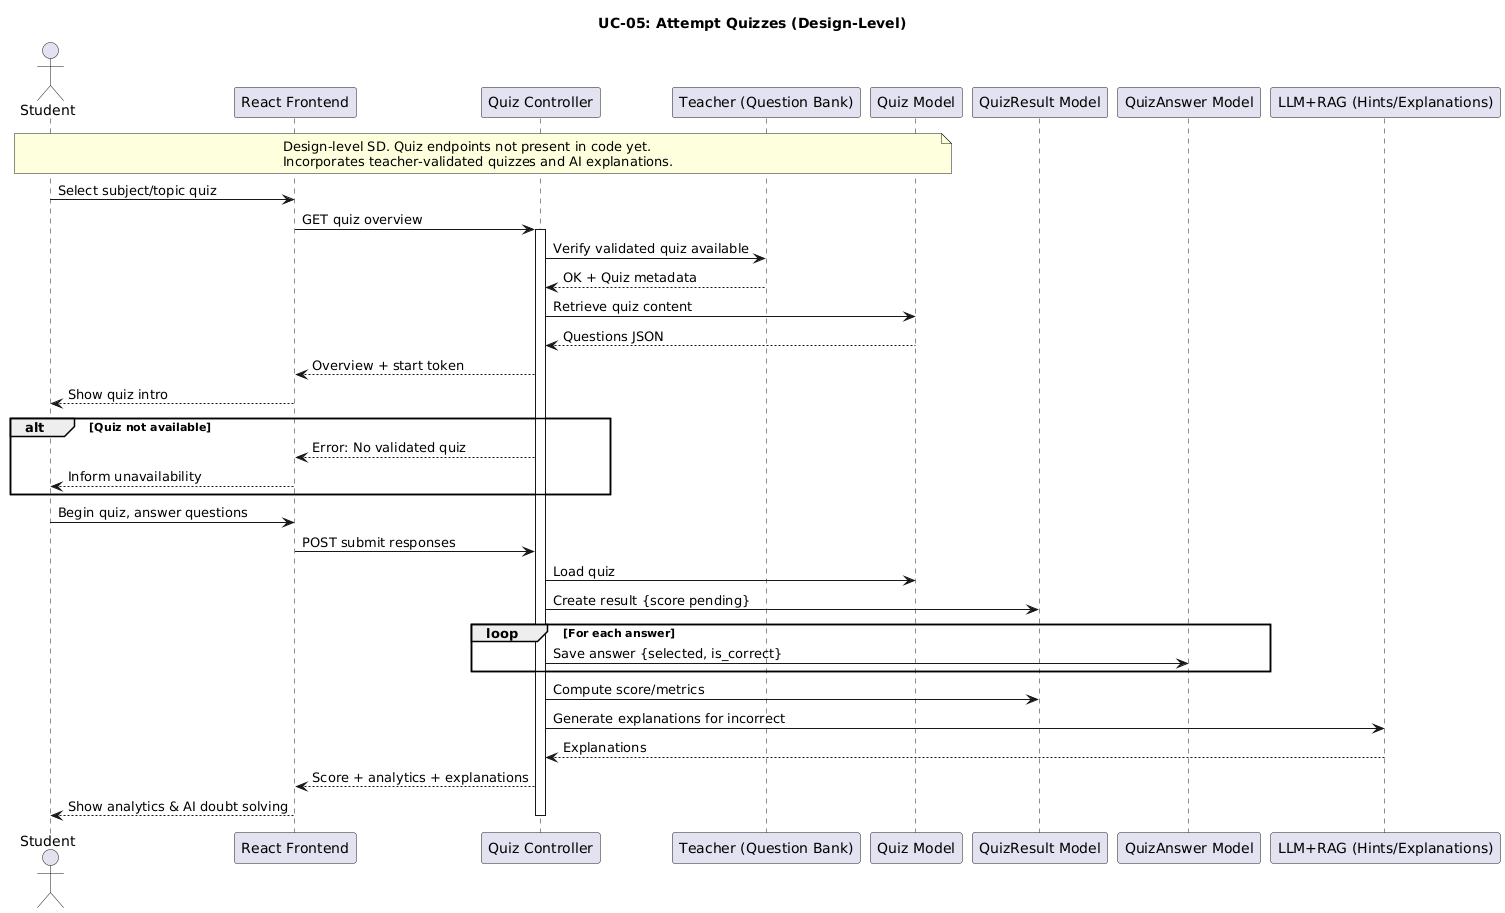 UC-05: Attempt Quizzes (Design-Level)
Student
React Frontend
Quiz Controller
Teacher (Question Bank)
Quiz Model
QuizResult Model
QuizAnswer Model
LLM+RAG (Hints/Explanations)
Design-level SD. Quiz endpoints not present in code yet.
Incorporates teacher-validated quizzes and AI explanations.
Select subject/topic quiz
GET quiz overview
Verify validated quiz available
OK + Quiz metadata
Retrieve quiz content
Questions JSON
Overview + start token
Show quiz intro
alt [Quiz not available]
Error: No validated quiz
Inform unavailability
Begin quiz, answer questions
POST submit responses
Load quiz
Create result {score pending}
loop [For each answer]
Save answer {selected, is_correct}
Compute score/metrics
Generate explanations for incorrect
Explanations
Score + analytics + explanations
Show analytics & AI doubt solving
Student
React Frontend
Quiz Controller
Teacher (Question Bank)
Quiz Model
QuizResult Model
QuizAnswer Model
LLM+RAG (Hints/Explanations)